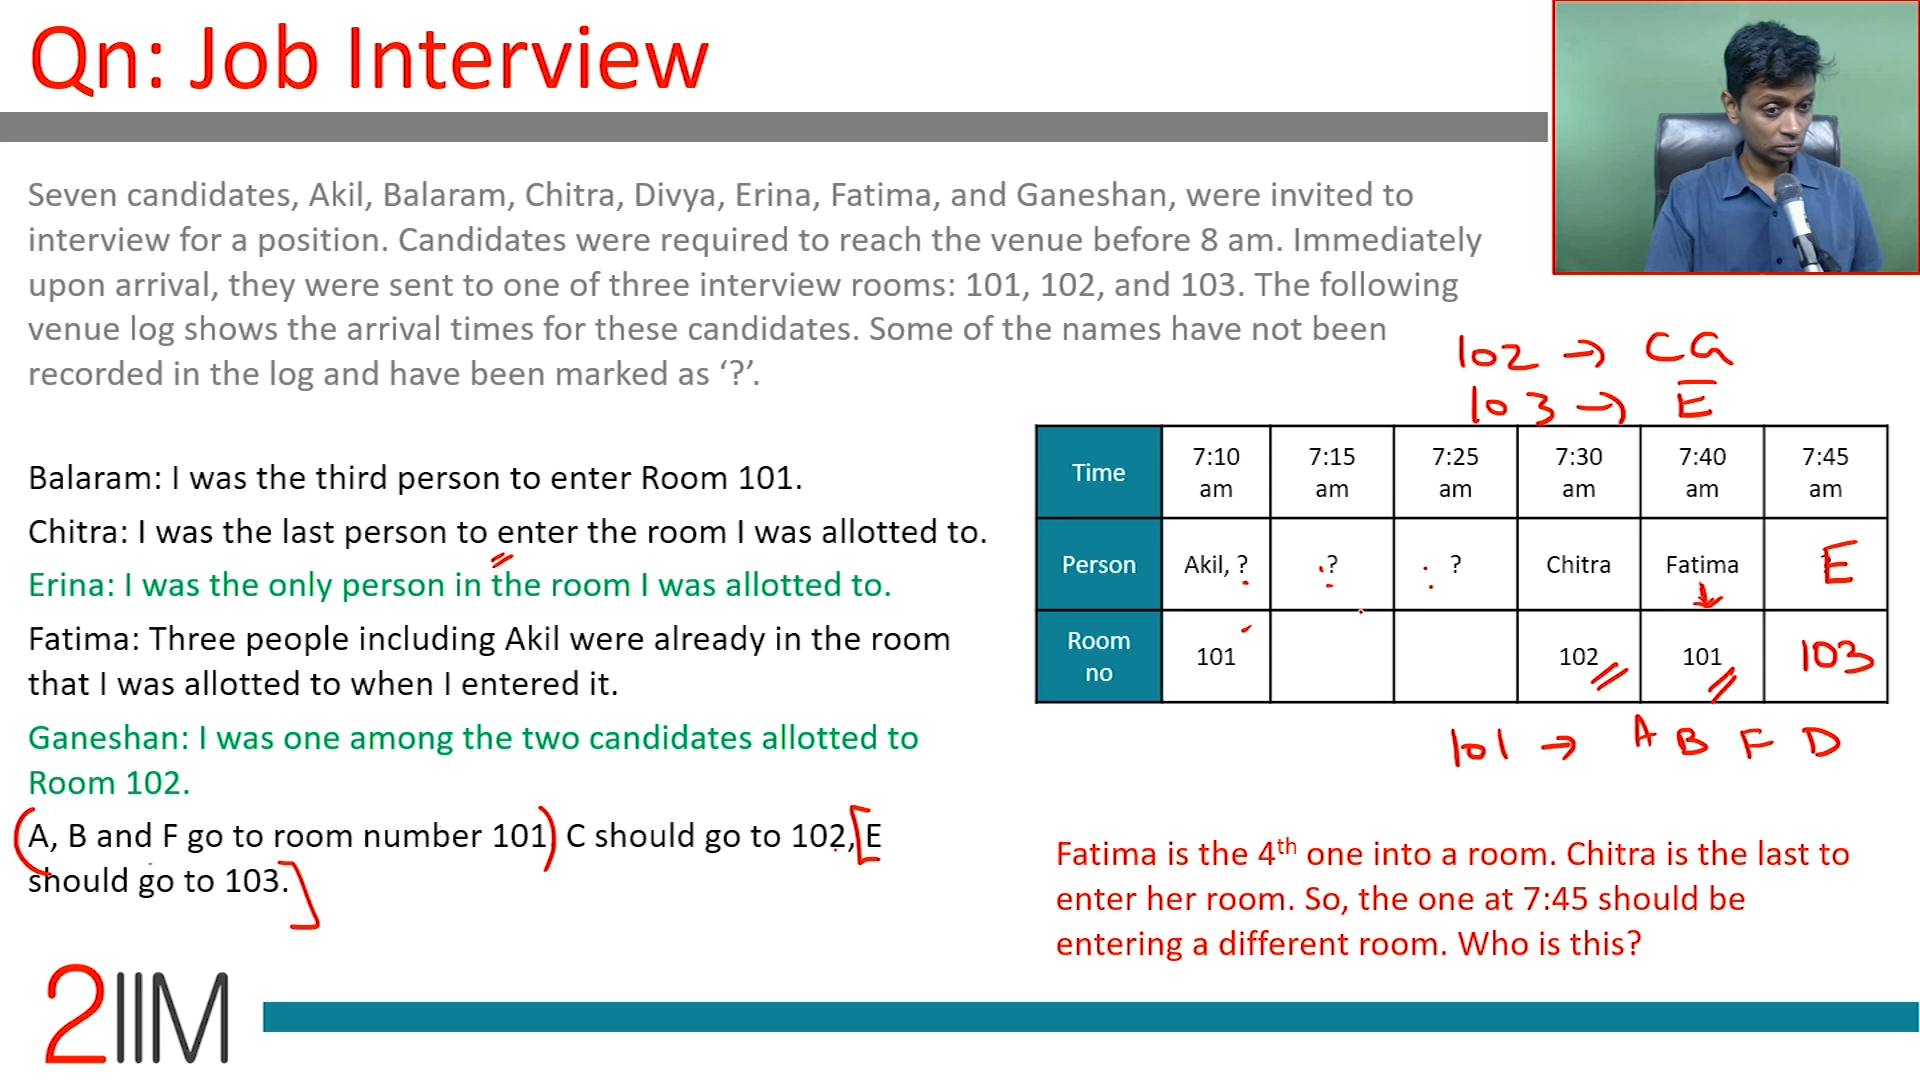 Qn: Job Interview
Seven candidates, Akil, Balaram, Chitra, Divya, Erina, Fatima, and Ganeshan, were invited to
interview for a position. Candidates were required to reach the venue before 8 am. Immediately
upon arrival, they were sent to one of three interview rooms: 101, 102, and 103. The following
venue log shows the arrival times for these candidates. Some of the names have not been
recorded in the log and have been marked as ‘?’.
102 → CG
103 → E
Balaram: I was the third person to enter Room 101.
Chitra: I was the last person to enter the room I was allotted to.
Erina: I was the only person in the room I was allotted to.
Fatima: Three people including Akil were already in the room
that I was allotted to when I entered it.
Ganeshan: I was one among the two candidates allotted to
Room 102.
(A, B and F go to room number 101) C should go to 102, [E
should go to 103.]
Time 7:10 am 7:15 am 7:25 am 7:30 am 7:40 am 7:45 am
Person Akil, ? ? ? Chitra Fatima E
Room no 101 102 101 103
101 → A B F D
Fatima is the 4th one into a room. Chitra is the last to
enter her room. So, the one at 7:45 should be
entering a different room. Who is this?
2IIM